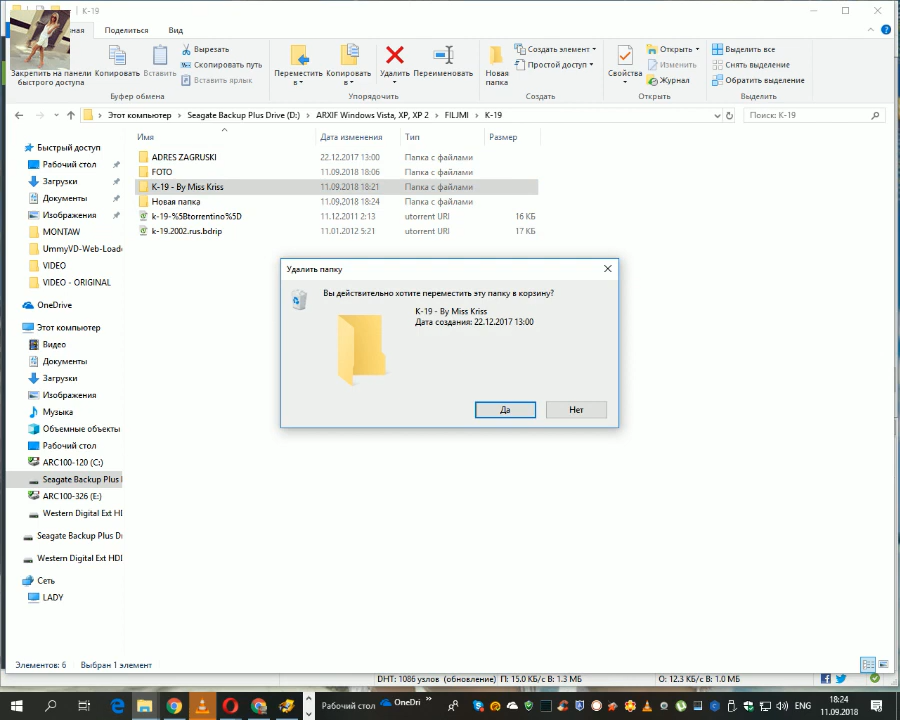 K-19
ная
Поделиться
Вид
Закрепить на панели
быстрого доступа
Копировать
Вставить
Вырезать
Скопировать путь
Вставить ярлык
Буфер обмена
Переместить
в
Копировать
в
Удалить
Переименовать
Упорядочить
Новая
папка
Создать элемент
Простой доступ
Создать
Свойства
Открыть
Изменить
Журнал
Открыть
Выделить все
Снять выделение
Обратить выделение
Выделить
Этот компьютер › Seagate Backup Plus Drive (D:) › ARXIF Windows Vista, XP, XP 2 › FILJMI › K-19
Поиск: K-19
Имя Дата изменения Тип Размер
ADRES ZAGRUSKI 22.12.2017 13:00 Папка с файлами
FOTO 11.09.2018 18:06 Папка с файлами
K-19 - By Miss Kriss 11.09.2018 18:21 Папка с файлами
Новая папка 11.09.2018 18:24 Папка с файлами
k-19-%5Btorrentino%5D 11.12.2011 2:13 utorrent URI 16 КБ
k-19.2002.rus.bdrip 11.01.2012 5:21 utorrent URI 17 КБ
Быстрый доступ
Рабочий стол
Загрузки
Документы
Изображения
MONTAW
UmmyVD-Web-Loade
VIDEO
VIDEO - ORIGINAL
OneDrive
Этот компьютер
Видео
Документы
Загрузки
Изображения
Музыка
Объемные объекты
Рабочий стол
ARC100-120 (C:)
Seagate Backup Plus
ARC100-326 (E:)
Western Digital Ext HD
Seagate Backup Plus Dr
Western Digital Ext HDI
Сеть
LADY
Удалить папку
Вы действительно хотите переместить эту папку в корзину?
K-19 - By Miss Kriss
Дата создания: 22.12.2017 13:00
Да
Нет
Элементов: 6 Выбран 1 элемент
DHT: 1086 узлов (обновление) П: 15.0 КБ/с В: 1.3 МБ О: 12.3 КБ/с В: 1.0 МБ
Рабочий стол
OneDri
ENG
18:24
11.09.2018